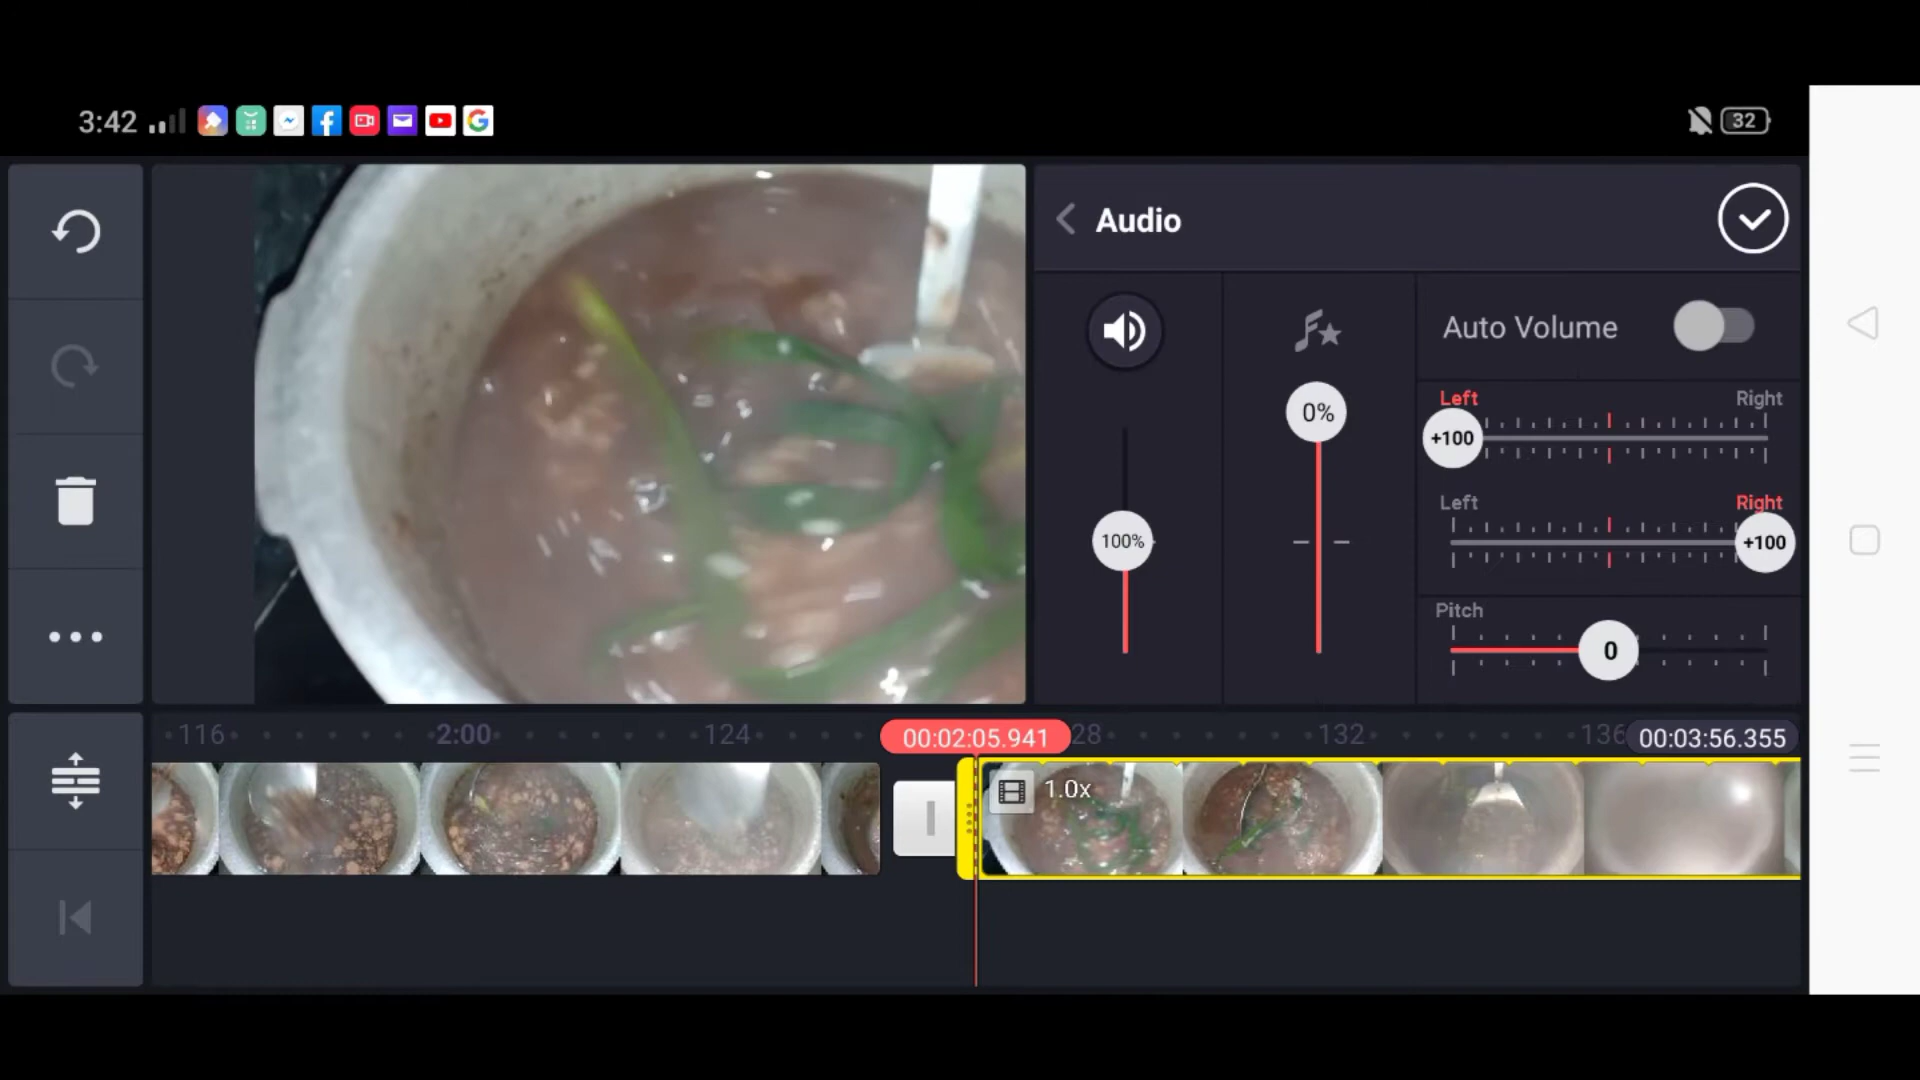 3:42
32
Audio
Auto Volume
0%
Left Right
+100
Left Right
100%
+100
Pitch
0
116 2:00 124 00:02:05.941 28 132 136 00:03:56.355
1.0x